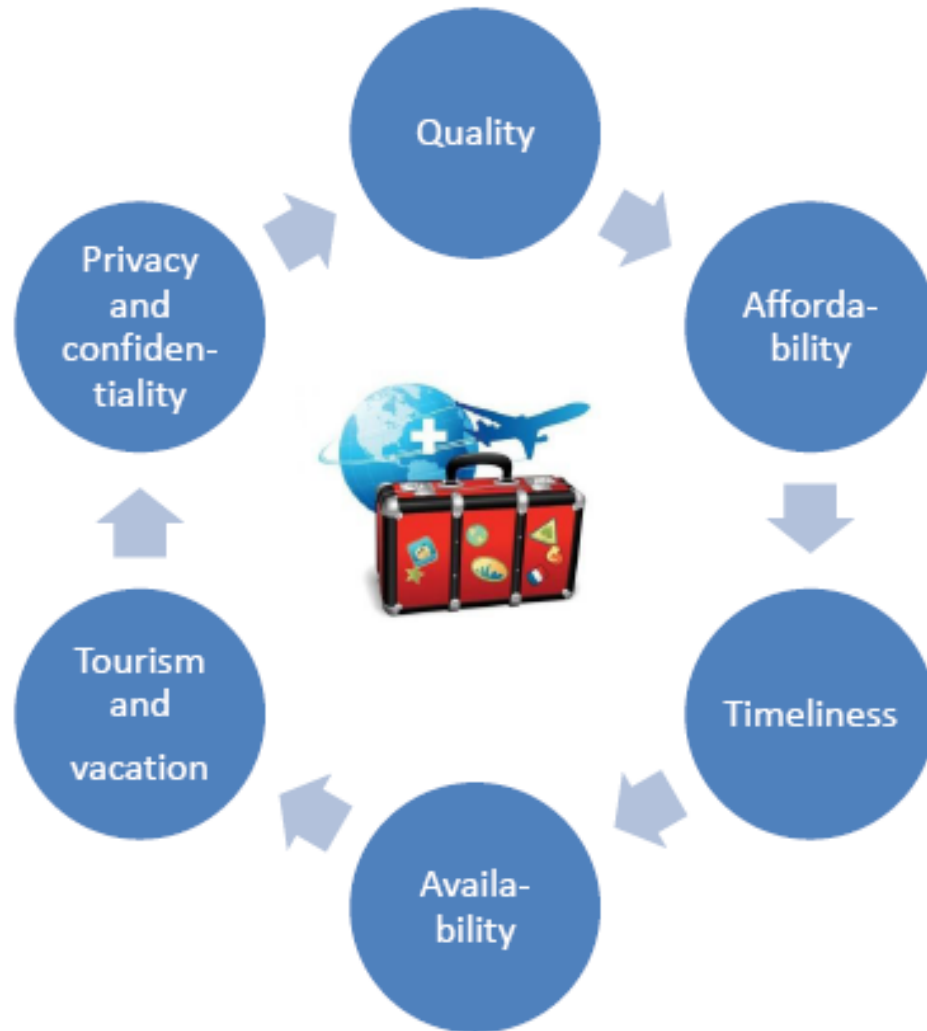 Quality
Afforda-
bility
Timeliness
Availa-
bility
Tourism
and
vacation
Privacy
and
confiden-
tiality